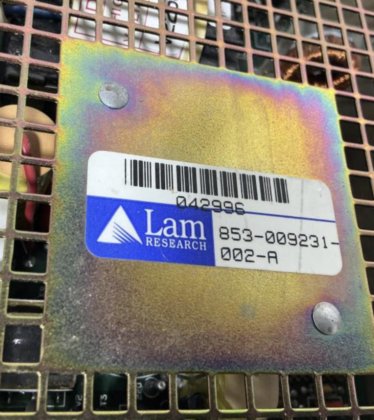 042996
Lam
RESEARCH
853-009231-
002-A